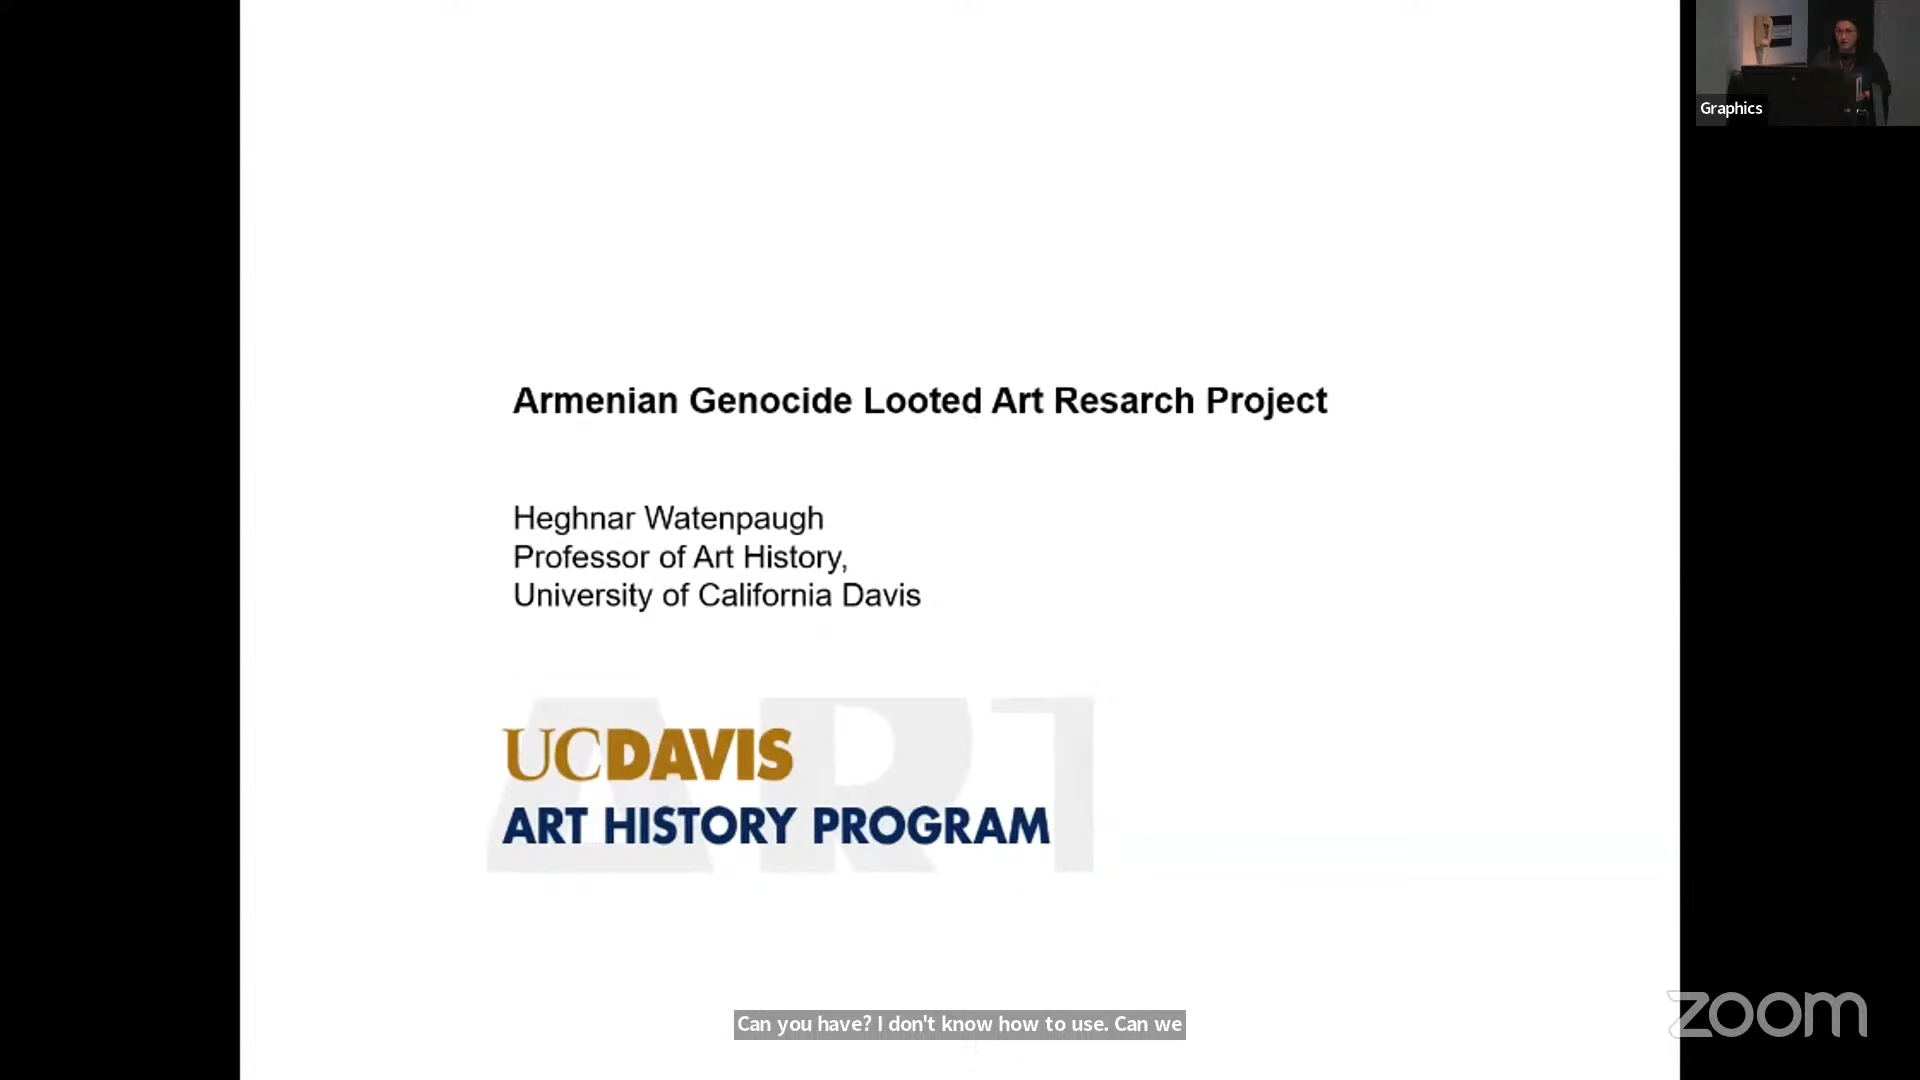 Graphics
Armenian Genocide Looted Art Resarch Project
Heghnar Watenpaugh
Professor of Art History,
University of California Davis
ART
UCDAVIS
ART HISTORY PROGRAM
Can you have? I don't know how to use. Can we
zoom